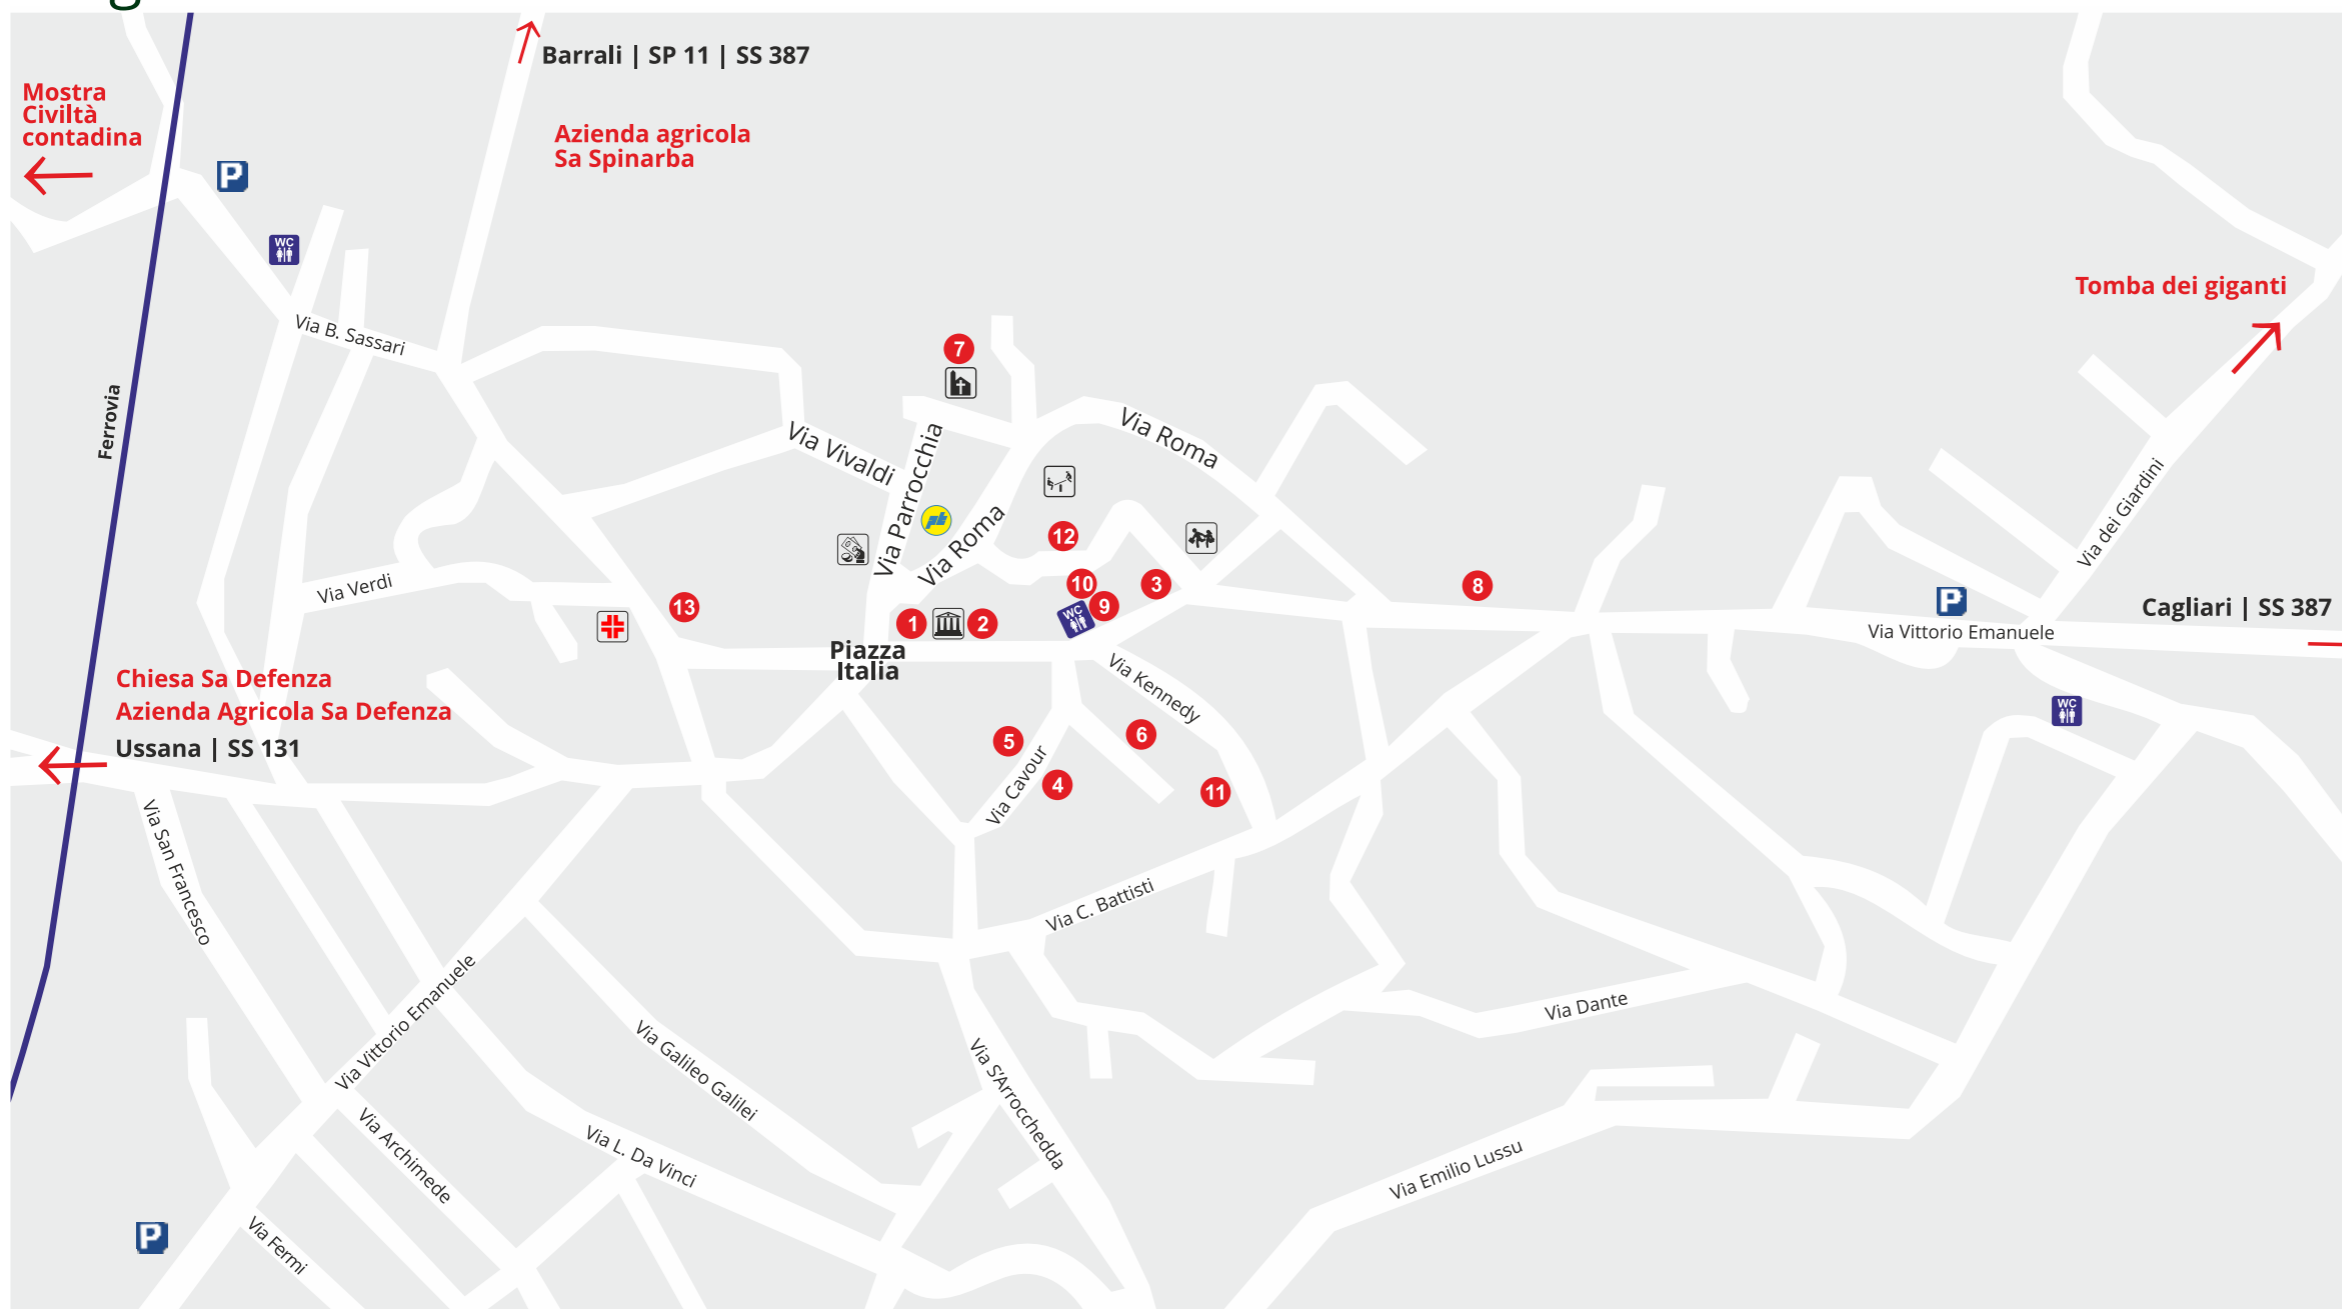 Barrali | SP 11 | SS 387
Mostra
Civiltà
contadina
Azienda agricola
Sa Spinarba
P
WC
Tomba dei giganti
Via B. Sassari
7
Ferrovia
Via Roma
Via Vivaldi
Via Parrocchia
Via Roma
12
Via dei Giardini
Via Verdi
13
10
3
9
8
P
Cagliari | SS 387
1
2
WC
Via Vittorio Emanuele
Piazza
Italia
Chiesa Sa Defenza
Azienda Agricola Sa Defenza
Ussana | SS 131
Via Kennedy
WC
5
6
4
11
Via Cavour
Via San Francesco
Via C. Battisti
Via Vittorio Emanuele
Via Dante
Via Galileo Galilei
Via S'Arrocchedda
Via Archimede
Via L. Da Vinci
Via Emilio Lussu
P
Via Fermi